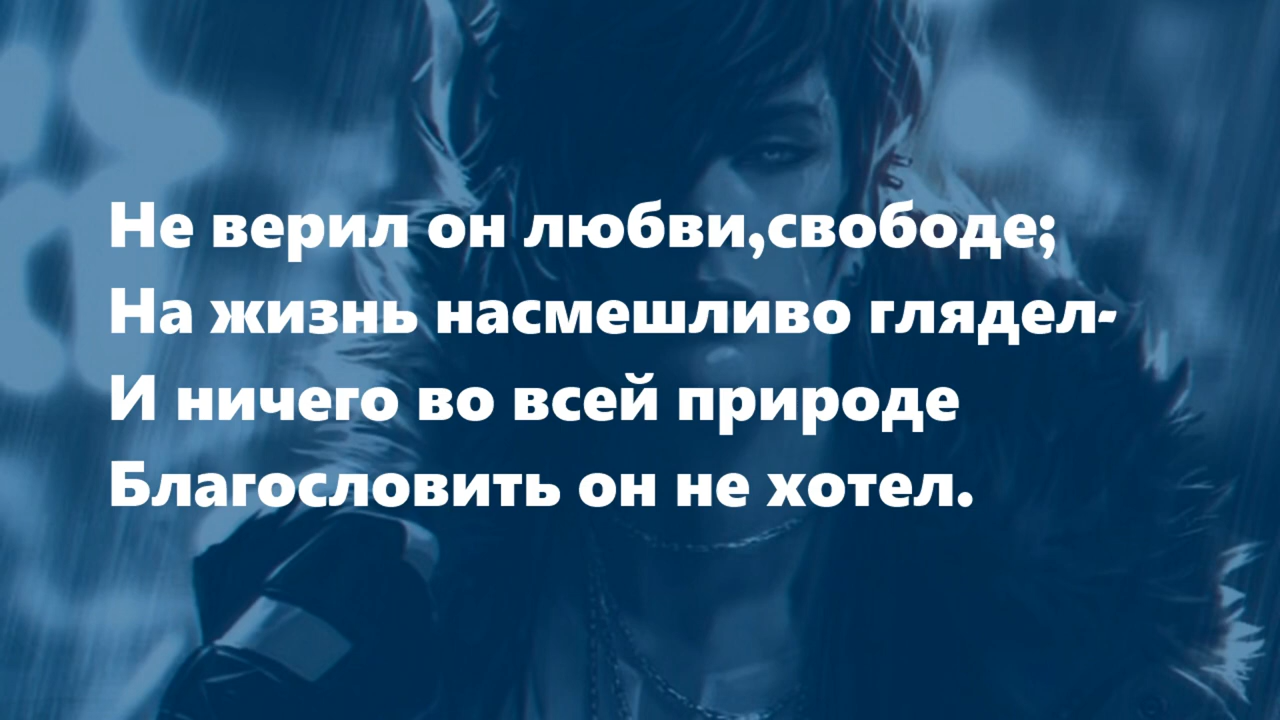 Не верил он любви,свободе;
На жизнь насмешливо глядел-
И ничего во всей природе
Благословить он не хотел.